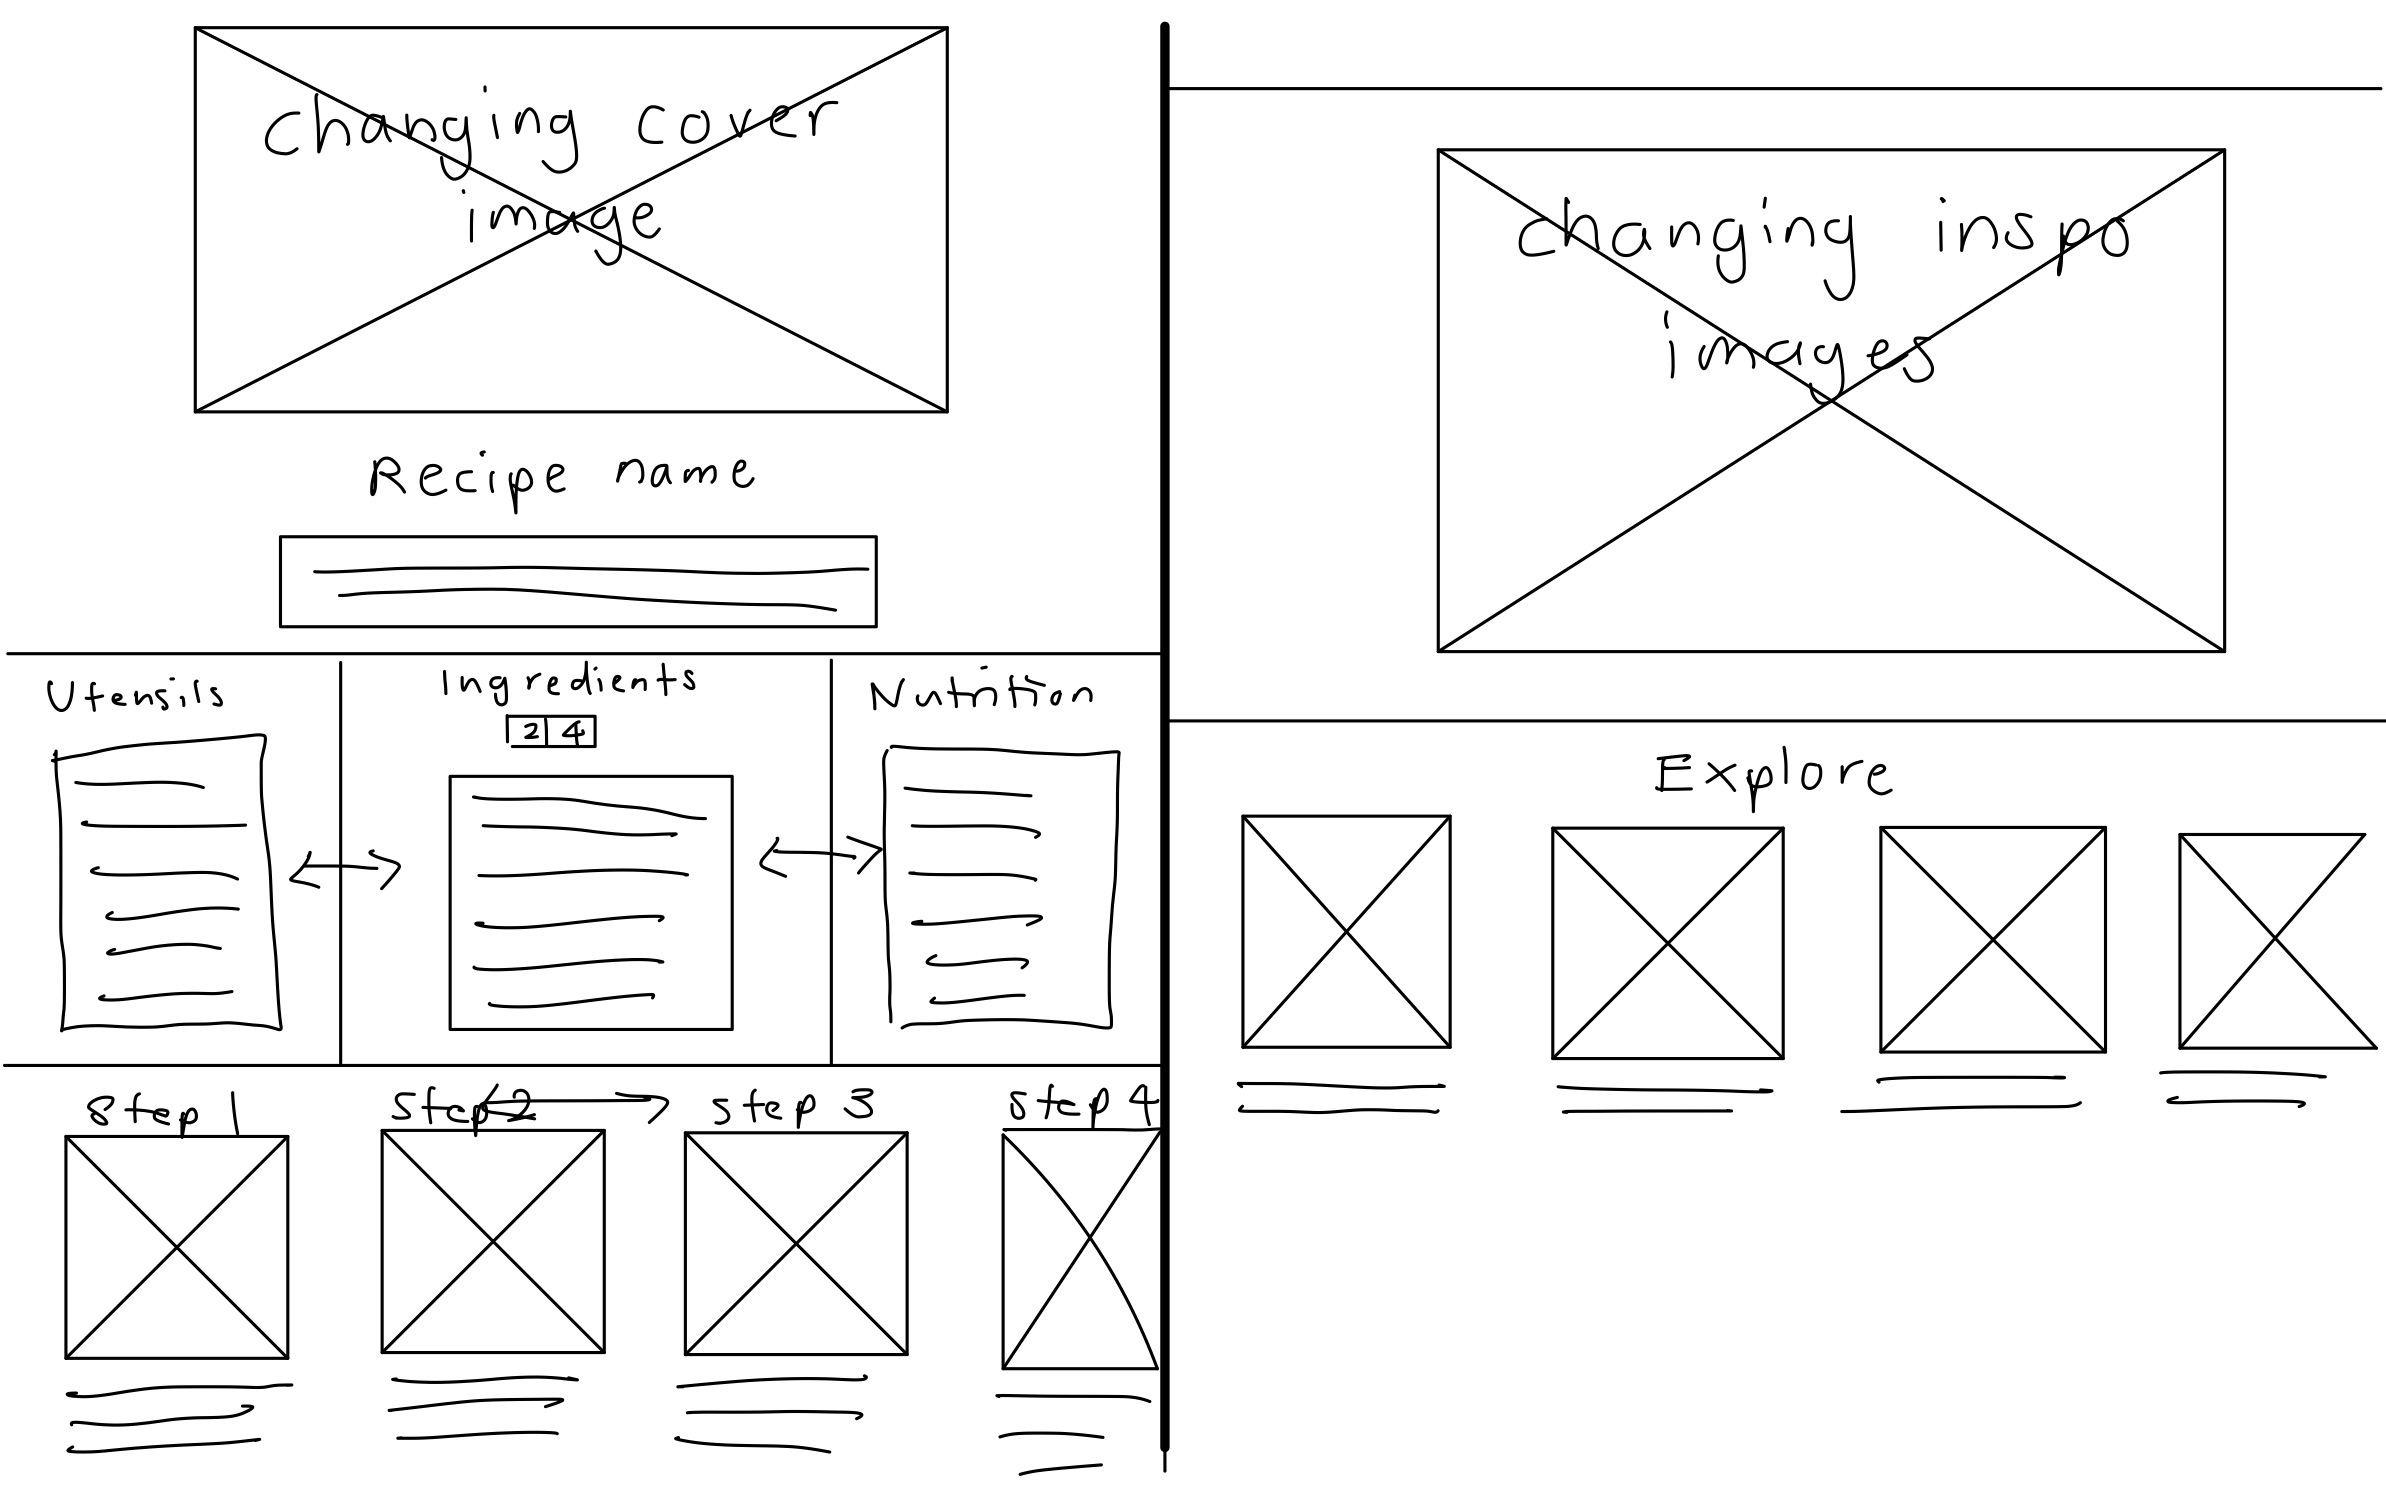 changing cover
image
Recipe name
Utensils
Ingredients
2 4
Nutrition
step 1
step 2
step 3
step 4
changing inspo
images
Explore